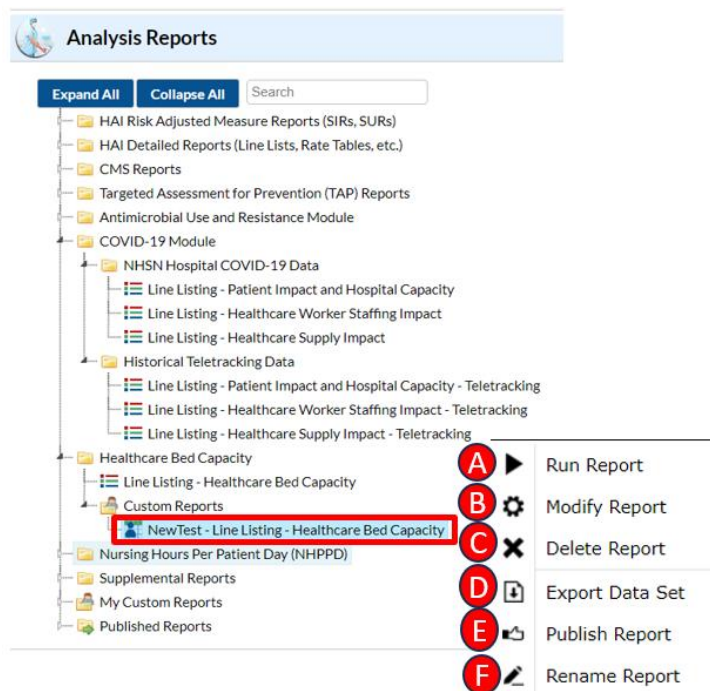 Analysis Reports
Expand All Collapse All Search
HAI Risk Adjusted Measure Reports (SIRs, SURs)
HAI Detailed Reports (Line Lists, Rate Tables, etc.)
CMS Reports
Targeted Assessment for Prevention (TAP) Reports
Antimicrobial Use and Resistance Module
COVID-19 Module
NHSN Hospital COVID-19 Data
Line Listing - Patient Impact and Hospital Capacity
Line Listing - Healthcare Worker Staffing Impact
Line Listing - Healthcare Supply Impact
Historical Teletracking Data
Line Listing - Patient Impact and Hospital Capacity - Teletracking
Line Listing - Healthcare Worker Staffing Impact - Teletracking
Line Listing - Healthcare Supply Impact - Teletracking
Healthcare Bed Capacity
Line Listing - Healthcare Bed Capacity
Custom Reports
NewTest - Line Listing - Healthcare Bed Capacity
Nursing Hours Per Patient Day (NHPPD)
Supplemental Reports
My Custom Reports
Published Reports
A Run Report
B Modify Report
C Delete Report
D Export Data Set
E Publish Report
F Rename Report